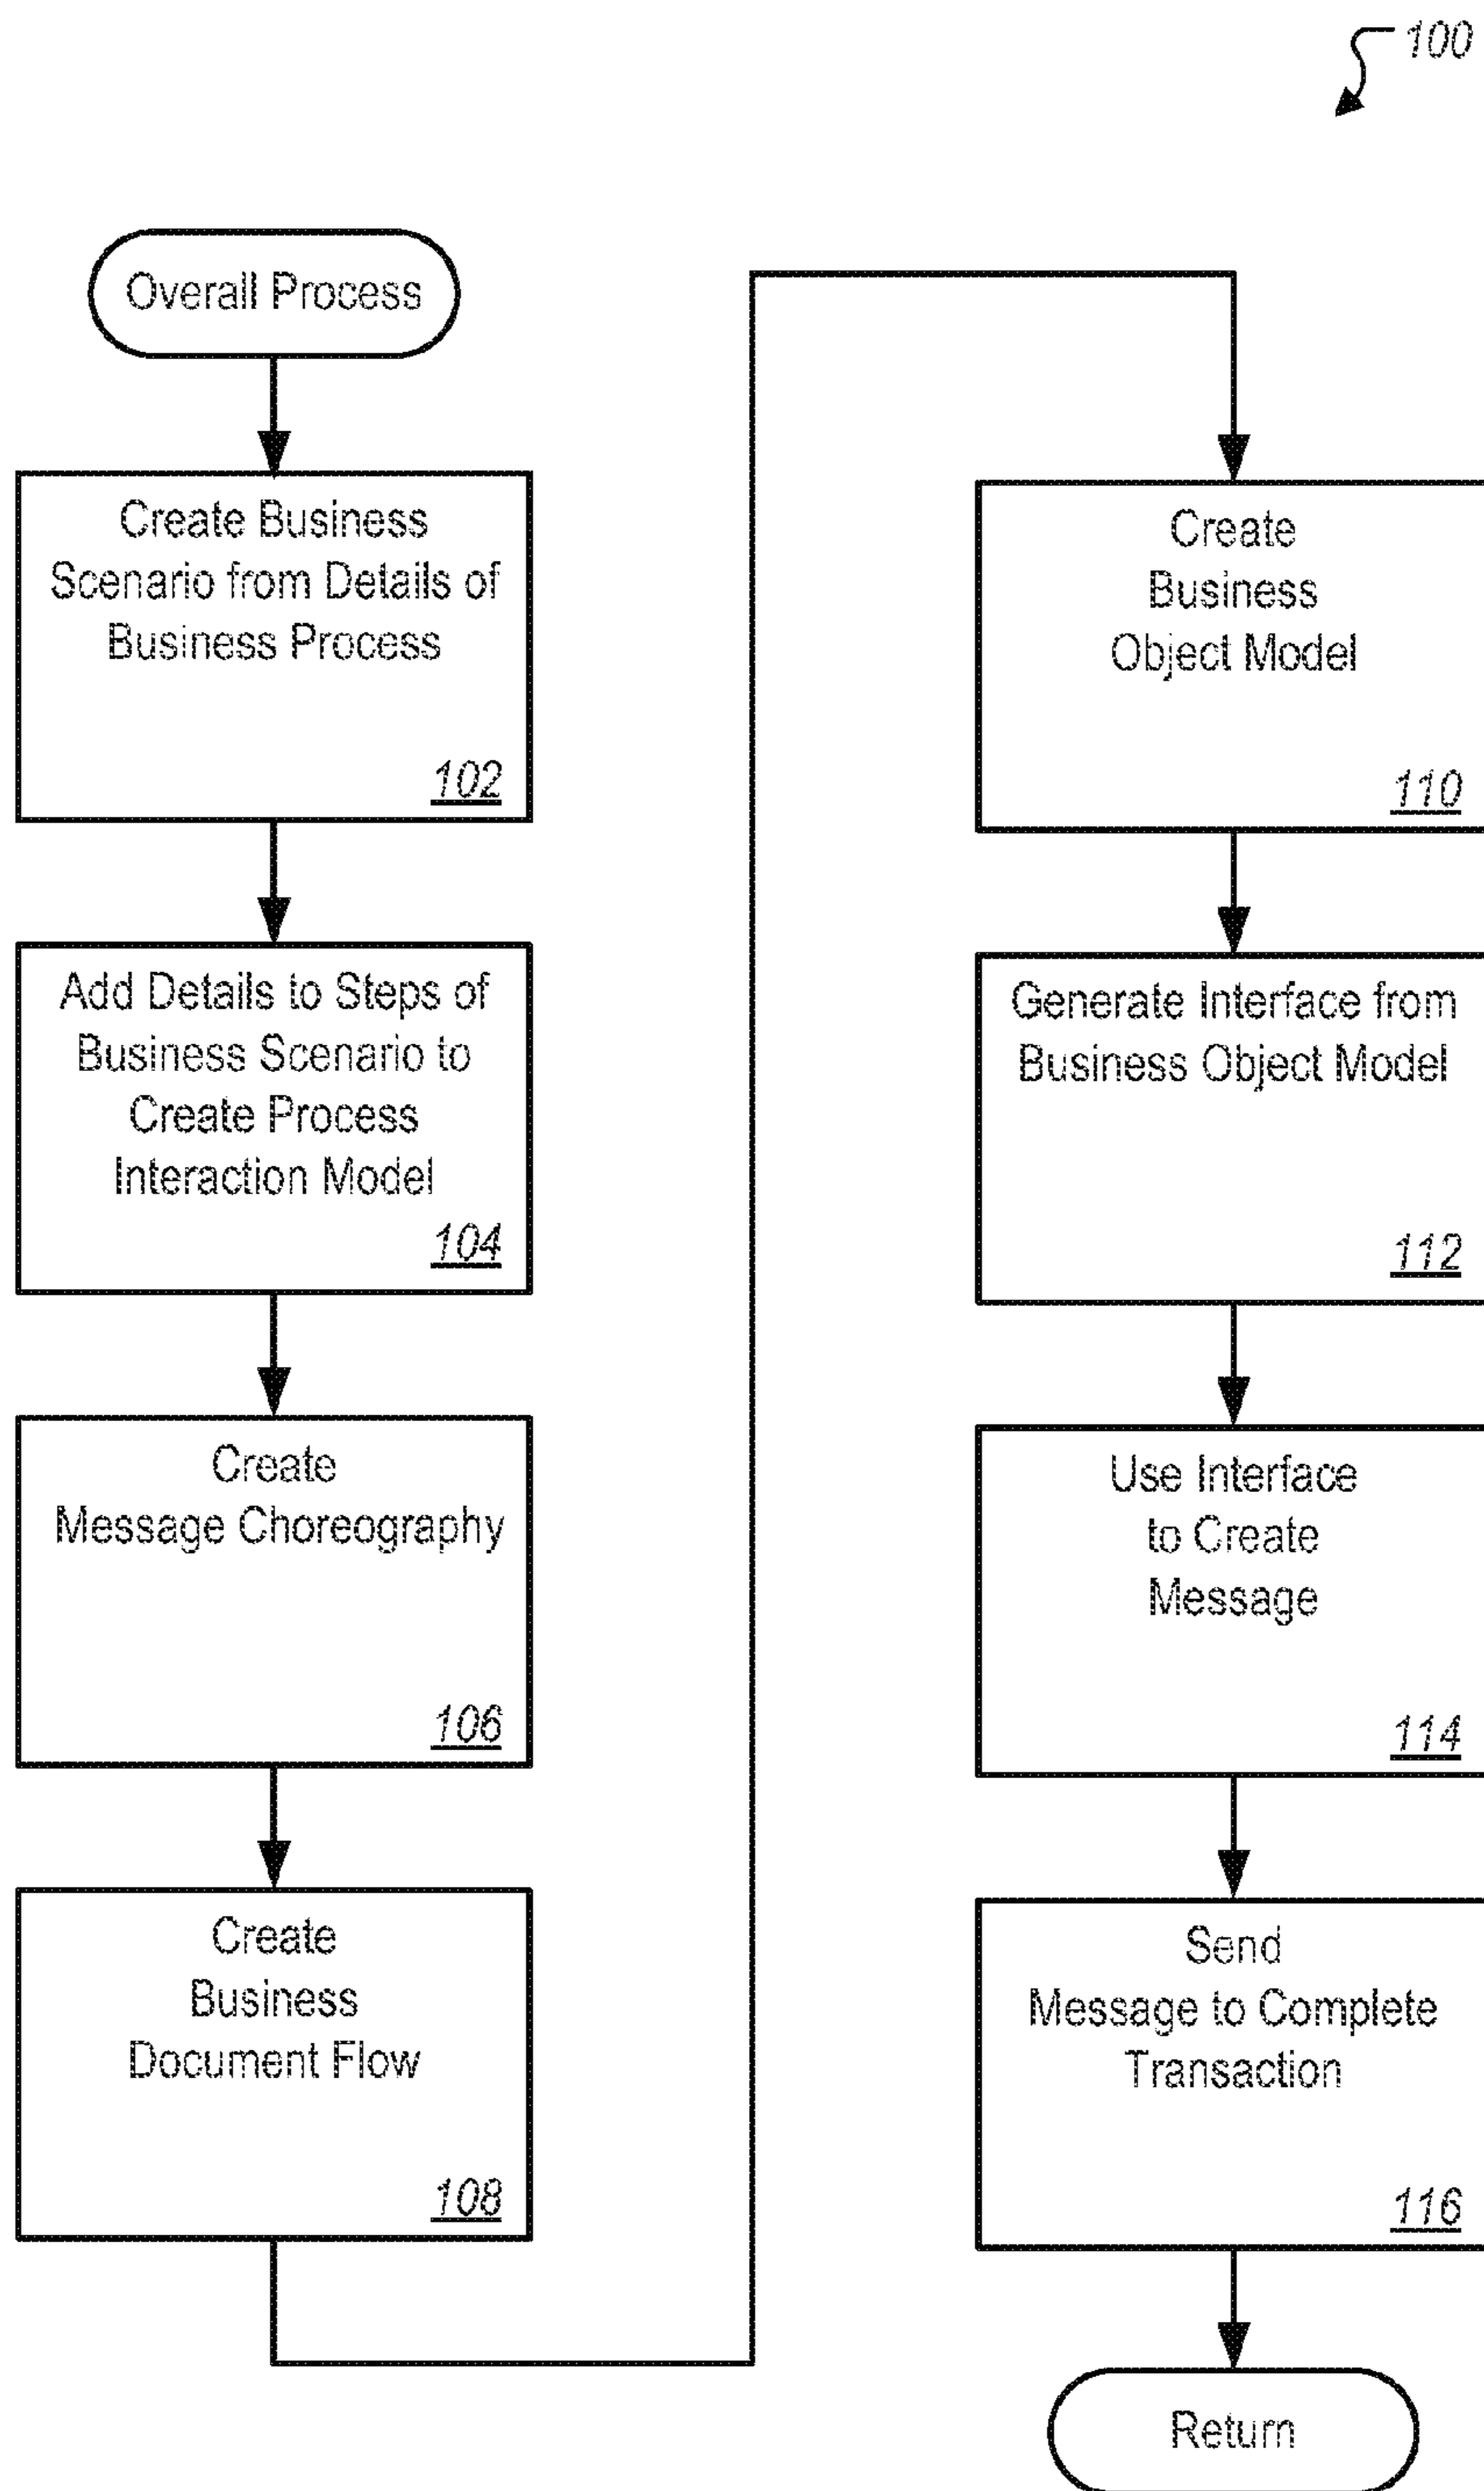 100
Overall Process
Create Business
Scenario from Details of
Business Process
102
Add Details to Steps of
Business Scenario to
Create Process
Interaction Model
104
Create
Message Choreography
106
Create
Business
Document Flow
108
Create
Business
Object Model
110
Generate Interface from
Business Object Model
112
Use Interface
to Create
Message
114
Send
Message to Complete
Transaction
116
Return